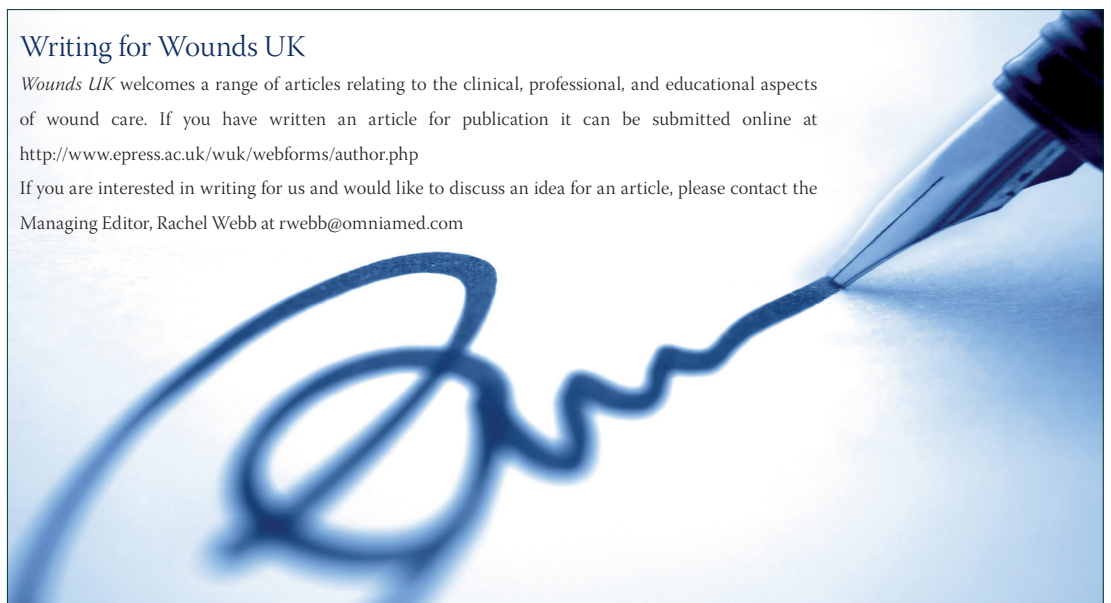 Writing for Wounds UK
Wounds UK welcomes a range of articles relating to the clinical, professional, and educational aspects
of wound care. If you have written an article for publication it can be submitted online at
http://www.epress.ac.uk/wuk/webforms/author.php
If you are interested in writing for us and would like to discuss an idea for an article, please contact the
Managing Editor, Rachel Webb at rwebb@omniamed.com